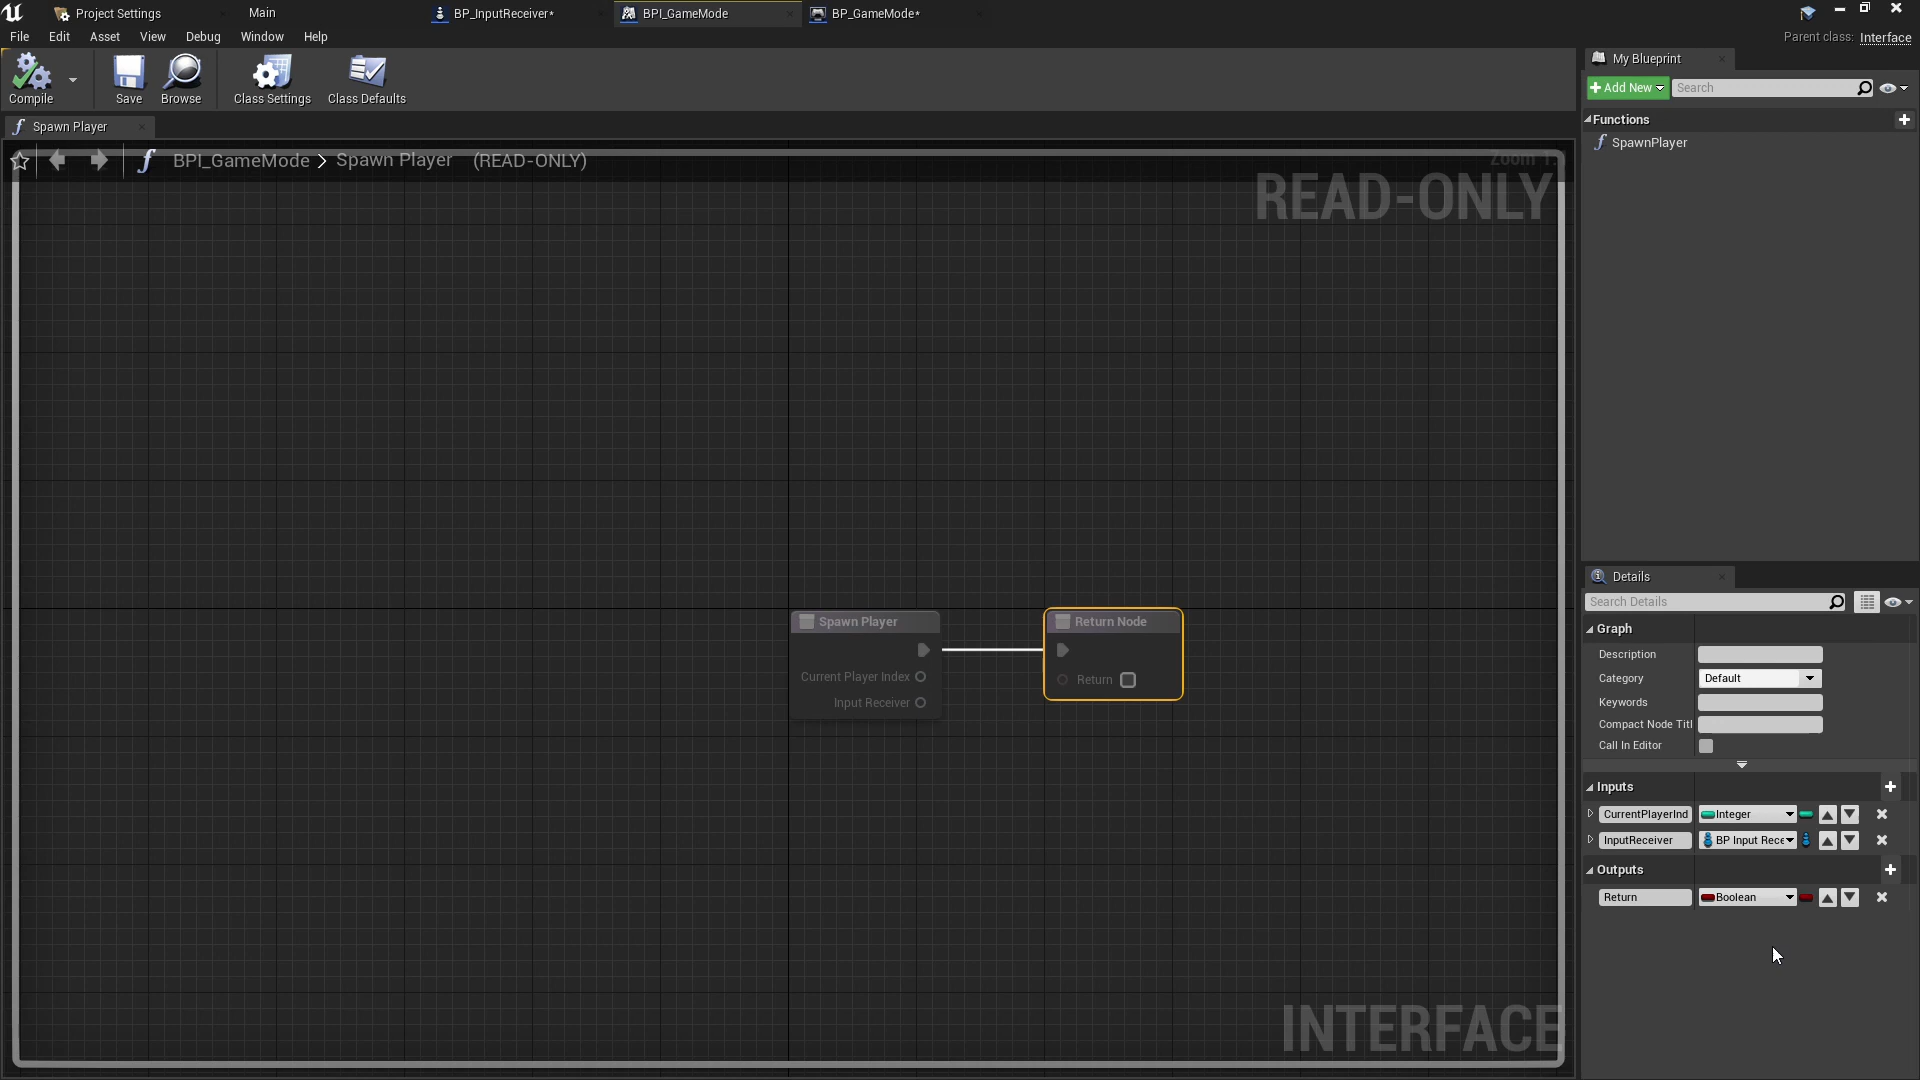 Project Settings
Main
BP_InputReceiver*
BPI_GameMode
BP_GameMode*
File Edit Asset View Debug Window Help
Parent class: Interface
Compile
Save
Browse
Class Settings
Class Defaults
My Blueprint
Add New
Search
Functions
SpawnPlayer
Spawn Player
BPI_GameMode > Spawn Player (READ-ONLY)
Zoom 1:
READ-ONLY
Spawn Player
Current Player Index
Input Receiver
Return Node
Return
INTERFACE
Details
Search Details
Graph
Description
Category Default
Keywords
Compact Node Titl
Call In Editor
Inputs
CurrentPlayerInd Integer
InputReceiver BP Input Rece
Outputs
Return Boolean